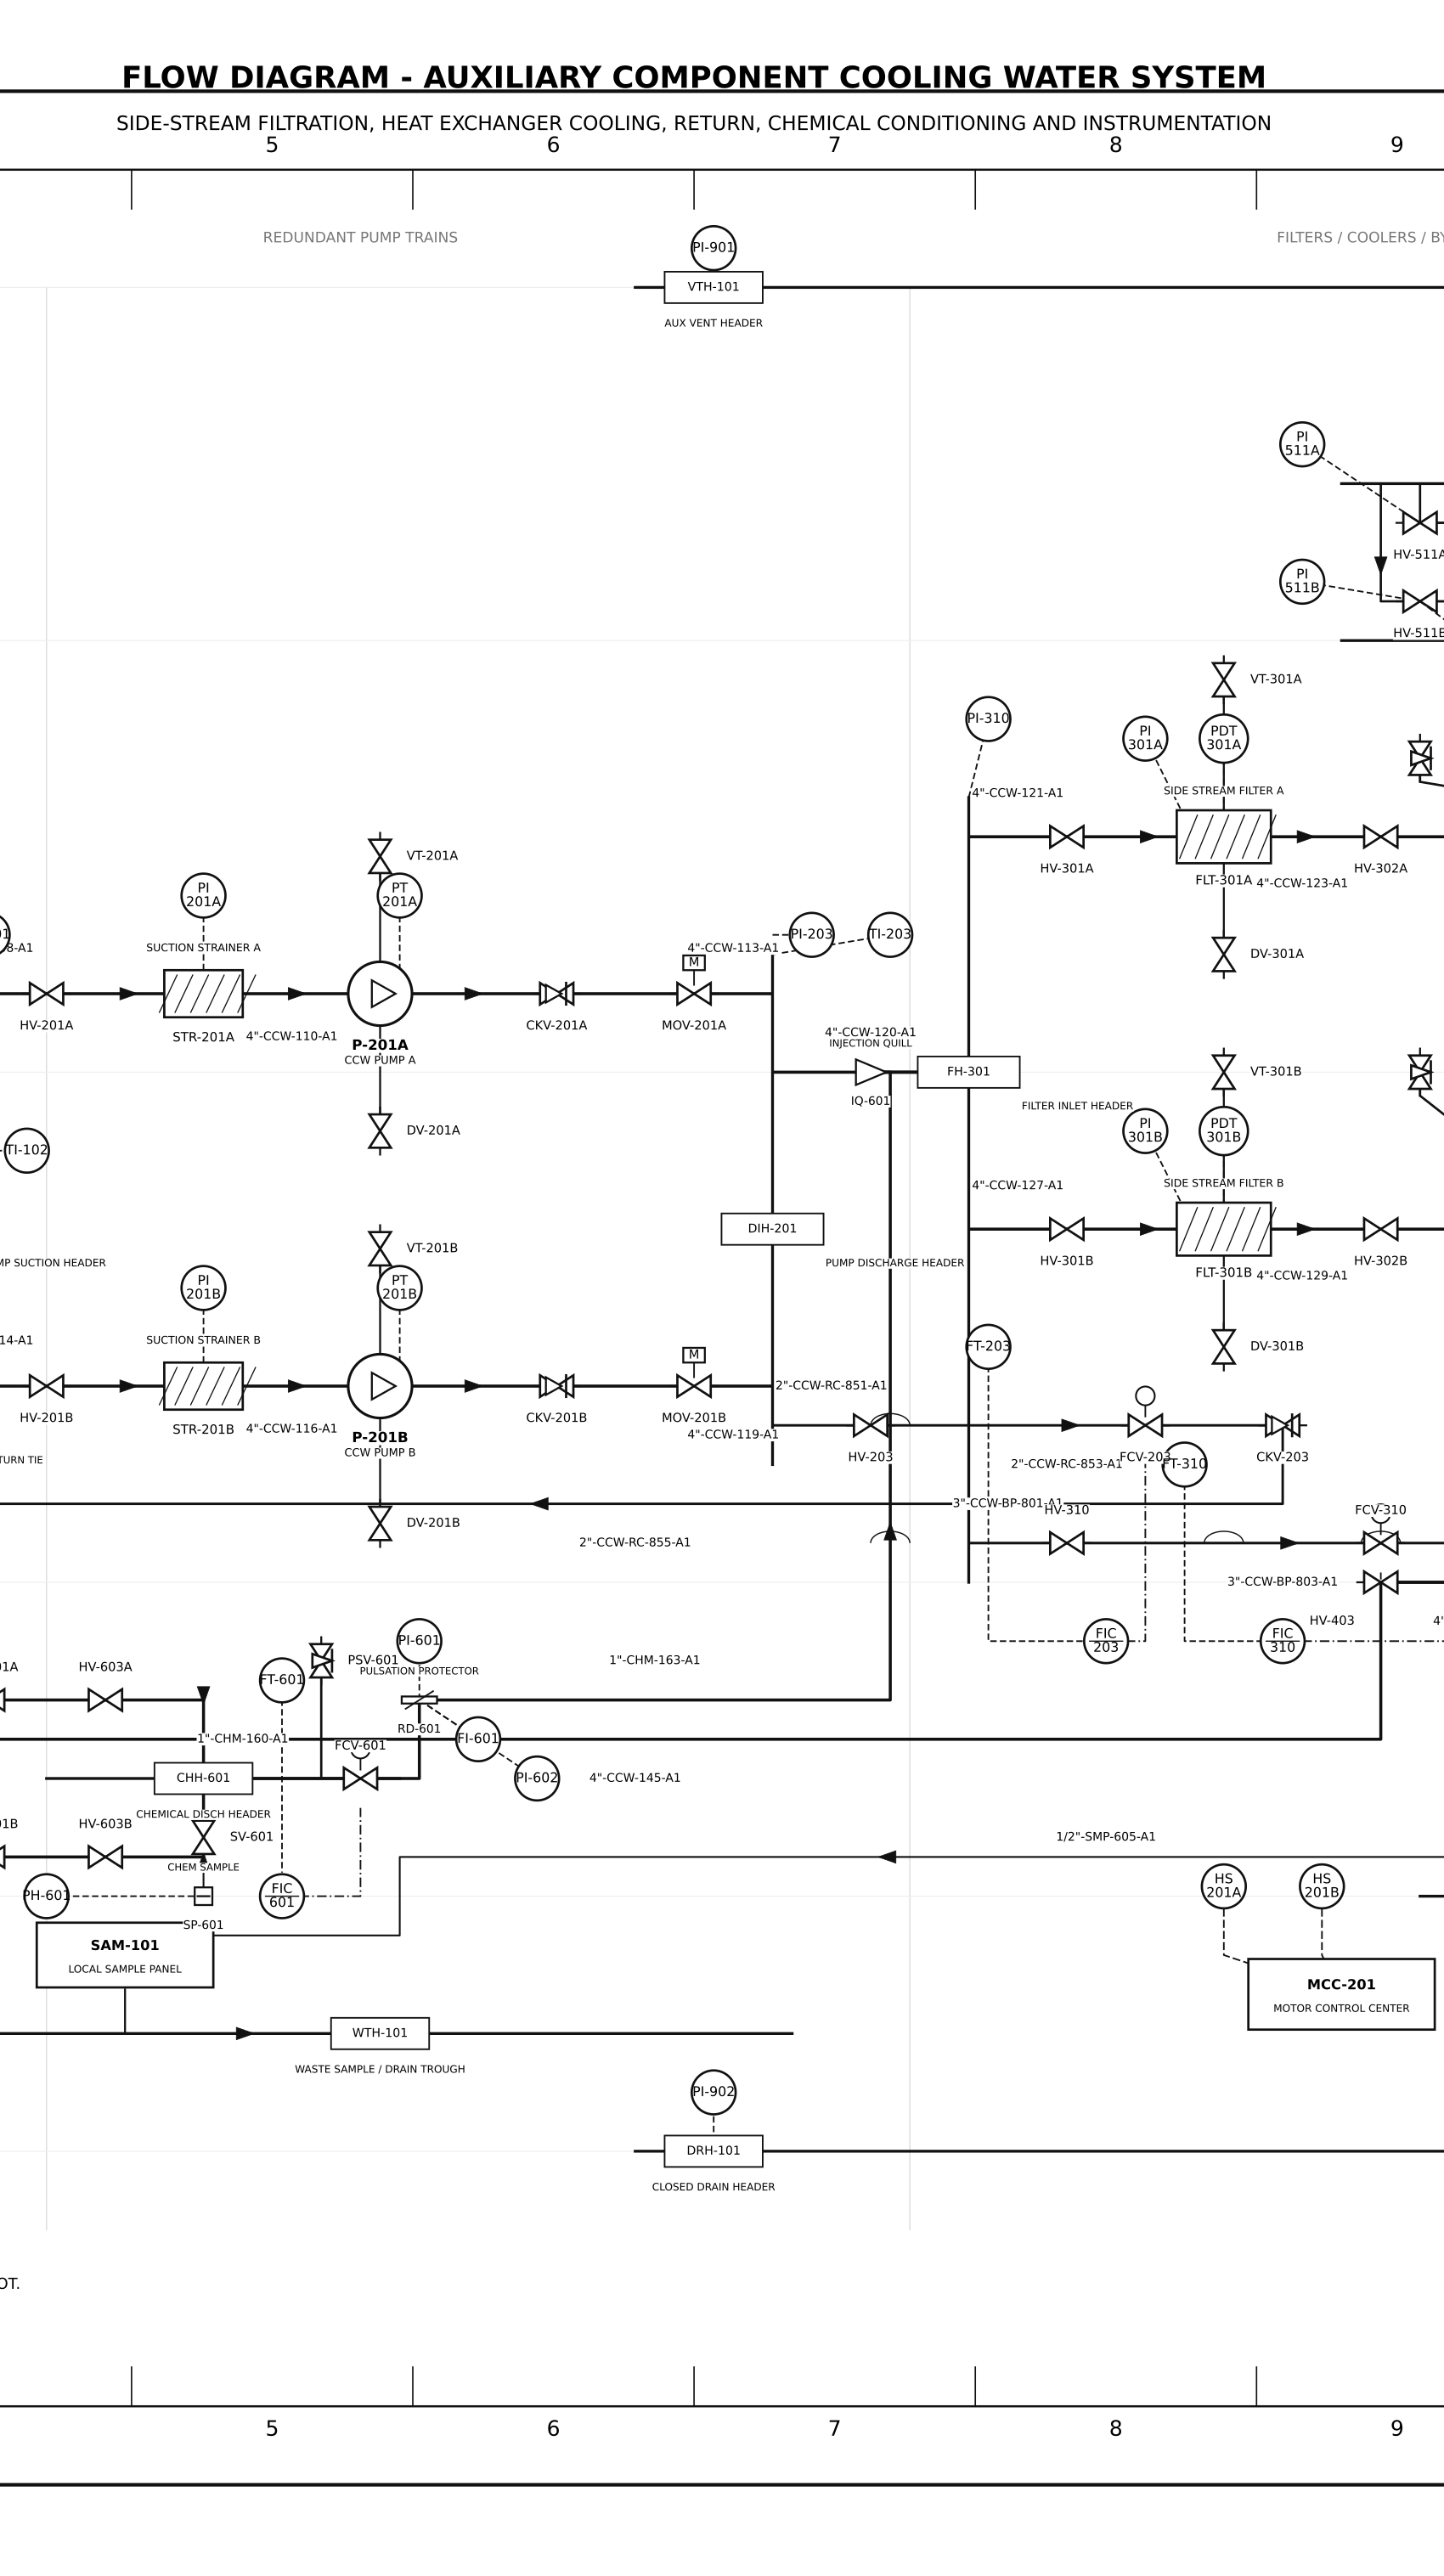 FLOW DIAGRAM - AUXILIARY COMPONENT COOLING WATER SYSTEM
SIDE-STREAM FILTRATION, HEAT EXCHANGER COOLING, RETURN, CHEMICAL CONDITIONING AND INSTRUMENTATION
5 6 7 8 9
REDUNDANT PUMP TRAINS
FILTERS / COOLERS / BY
PI-901
VTH-101
AUX VENT HEADER
PI
511A
HV-511A
PI
511B
HV-511B
VT-301A
PI-310
PI
301A
PDT
301A
4"-CCW-121-A1
SIDE STREAM FILTER A
HV-301A
HV-302A
FLT-301A
4"-CCW-123-A1
DV-301A
VT-201A
PI
201A
PT
201A
PI-203
TI-203
8-A1
SUCTION STRAINER A
4"-CCW-113-A1
M
HV-201A
STR-201A
4"-CCW-110-A1
P-201A
CCW PUMP A
CKV-201A
MOV-201A
4"-CCW-120-A1
INJECTION QUILL
FH-301
IQ-601
FILTER INLET HEADER
VT-301B
PI
301B
PDT
301B
DV-201A
TI-102
4"-CCW-127-A1
SIDE STREAM FILTER B
DIH-201
VT-201B
MP SUCTION HEADER
PUMP DISCHARGE HEADER
HV-301B
HV-302B
FLT-301B
4"-CCW-129-A1
PI
201B
PT
201B
14-A1
SUCTION STRAINER B
M
FT-203
DV-301B
2"-CCW-RC-851-A1
HV-201B
STR-201B
4"-CCW-116-A1
P-201B
CCW PUMP B
CKV-201B
MOV-201B
4"-CCW-119-A1
HV-203
FCV-203
CKV-203
TURN TIE
2"-CCW-RC-853-A1
FT-310
3"-CCW-BP-801-A1
HV-310
FCV-310
DV-201B
2"-CCW-RC-855-A1
3"-CCW-BP-803-A1
HV-403
4"
FIC
203
FIC
310
PI-601
PSV-601
PULSATION PROTECTOR
1"-CHM-163-A1
01A
HV-603A
FT-601
RD-601
1"-CHM-160-A1
FCV-601
FI-601
CHH-601
PI-602
4"-CCW-145-A1
CHEMICAL DISCH HEADER
01B
HV-603B
SV-601
1/2"-SMP-605-A1
CHEM SAMPLE
PH-601
FIC
601
HS
201A
HS
201B
SP-601
SAM-101
LOCAL SAMPLE PANEL
MCC-201
MOTOR CONTROL CENTER
WTH-101
WASTE SAMPLE / DRAIN TROUGH
PI-902
DRH-101
CLOSED DRAIN HEADER
OT.
5 6 7 8 9